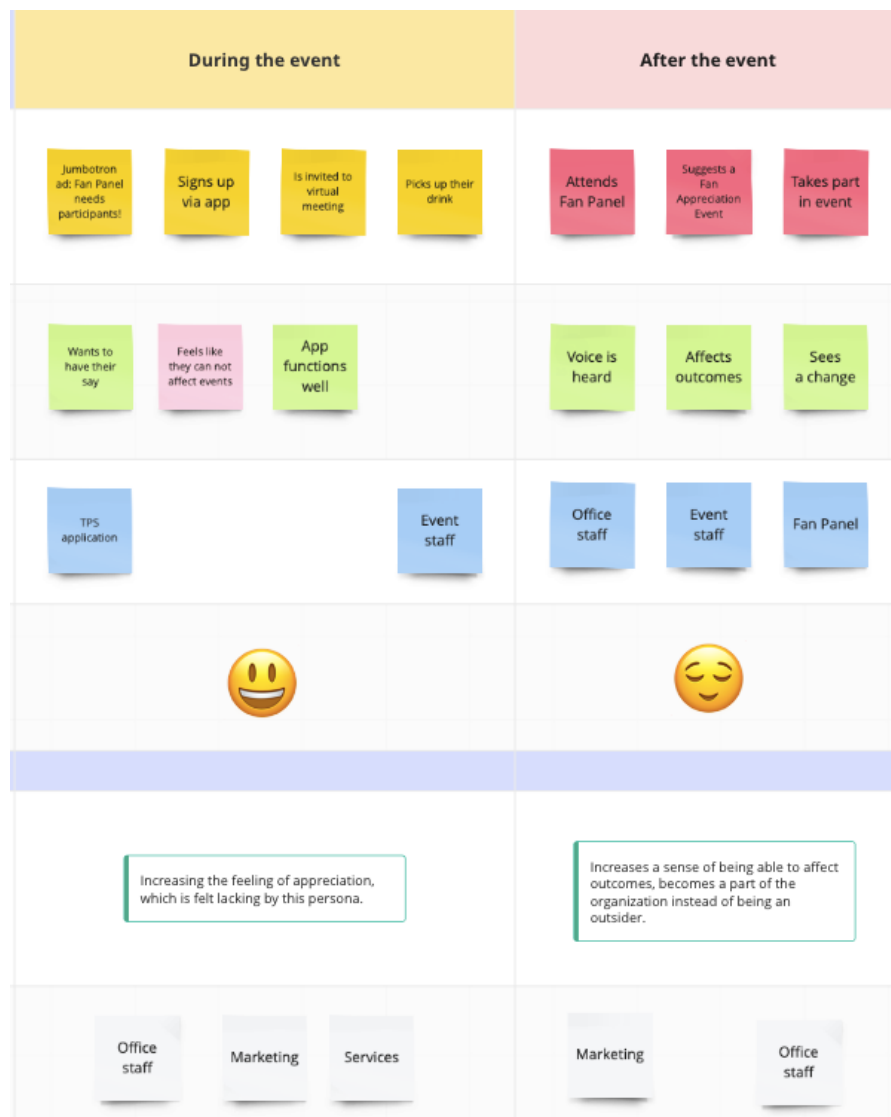 During the event
After the event
Jumbotron
ad: Fan Panel
needs
participants!
Signs up
via app
Is invited to
virtual
meeting
Picks up their
drink
Attends
Fan Panel
Suggests a
Fan
Appreciation
Event
Takes part
in event
Wants to
have their
say
Feels like
they can not
affect events
App
functions
well
Voice is
heard
Affects
outcomes
Sees
a change
TPS
application
Event
staff
Office
staff
Event
staff
Fan Panel
Increasing the feeling of appreciation,
which is felt lacking by this persona.
Increases a sense of being able to affect
outcomes, becomes a part of the
organization instead of being an
outsider.
Office
staff
Marketing
Services
Marketing
Office
staff